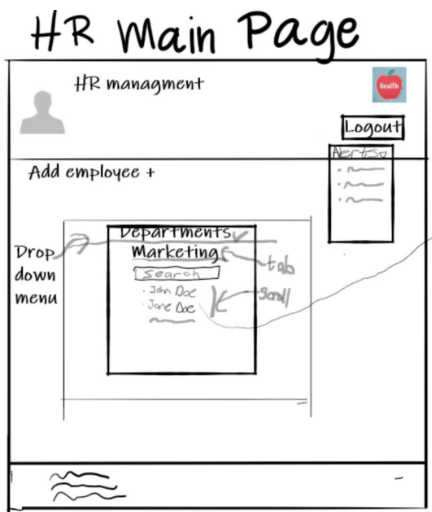 HR Main Page
HR managment
Health
Logout
Alerts
Add employee +
Departments
Drop down menu
Marketing
tab
Search
scroll
Jon Doe
Jane Doe